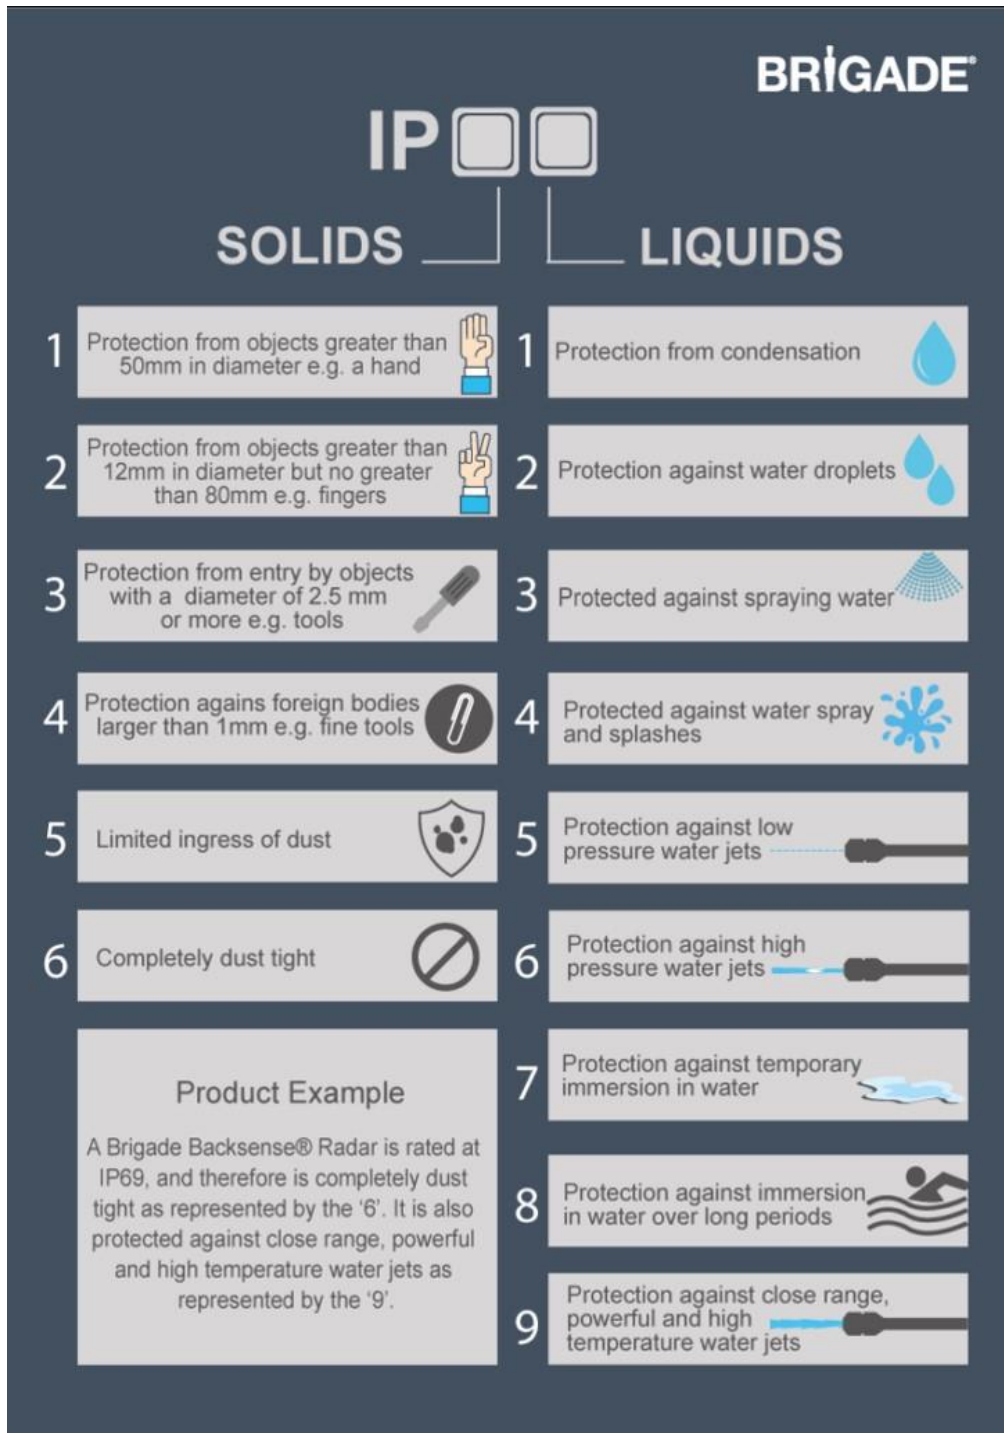 BRIGADE®
IP
SOLIDS
LIQUIDS
1
Protection from objects greater than
50mm in diameter e.g. a hand
2
Protection from objects greater than
12mm in diameter but no greater
than 80mm e.g. fingers
3
Protection from entry by objects
with a diameter of 2.5 mm
or more e.g. tools
4
Protection agains foreign bodies
larger than 1mm e.g. fine tools
5
Limited ingress of dust
6
Completely dust tight
Product Example
A Brigade Backsense® Radar is rated at
IP69, and therefore is completely dust
tight as represented by the ‘6’. It is also
protected against close range, powerful
and high temperature water jets as
represented by the ‘9’.
1
Protection from condensation
2
Protection against water droplets
3
Protected against spraying water
4
Protected against water spray
and splashes
5
Protection against low
pressure water jets
6
Protection against high
pressure water jets
7
Protection against temporary
immersion in water
8
Protection against immersion
in water over long periods
9
Protection against close range,
powerful and high
temperature water jets